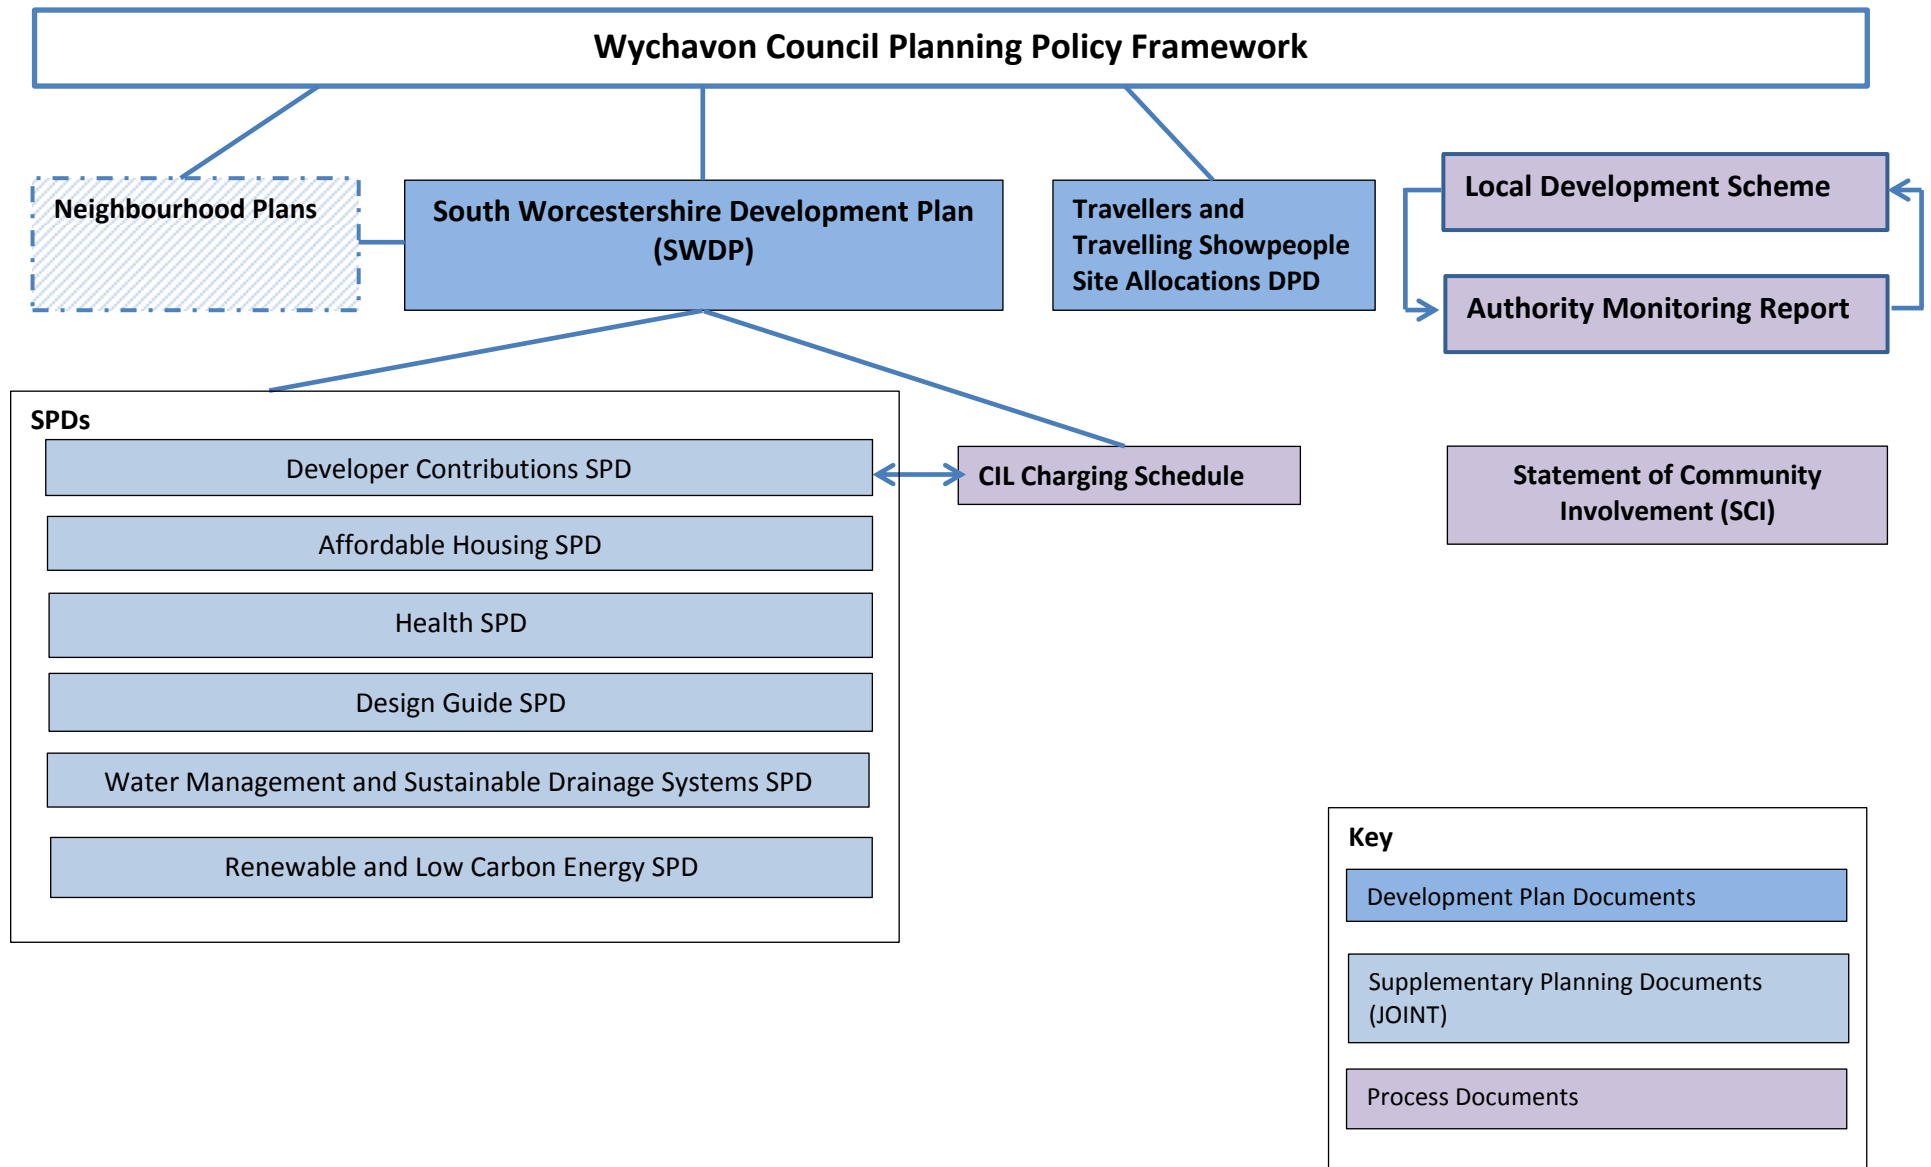 Wychavon Council Planning Policy Framework
Neighbourhood Plans
South Worcestershire Development Plan
(SWDP)
Travellers and
Travelling Showpeople
Site Allocations DPD
Local Development Scheme
Authority Monitoring Report
SPDs
Developer Contributions SPD
Affordable Housing SPD
Health SPD
Design Guide SPD
Water Management and Sustainable Drainage Systems SPD
Renewable and Low Carbon Energy SPD
CIL Charging Schedule
Statement of Community
Involvement (SCI)
Key
Development Plan Documents
Supplementary Planning Documents
(JOINT)
Process Documents